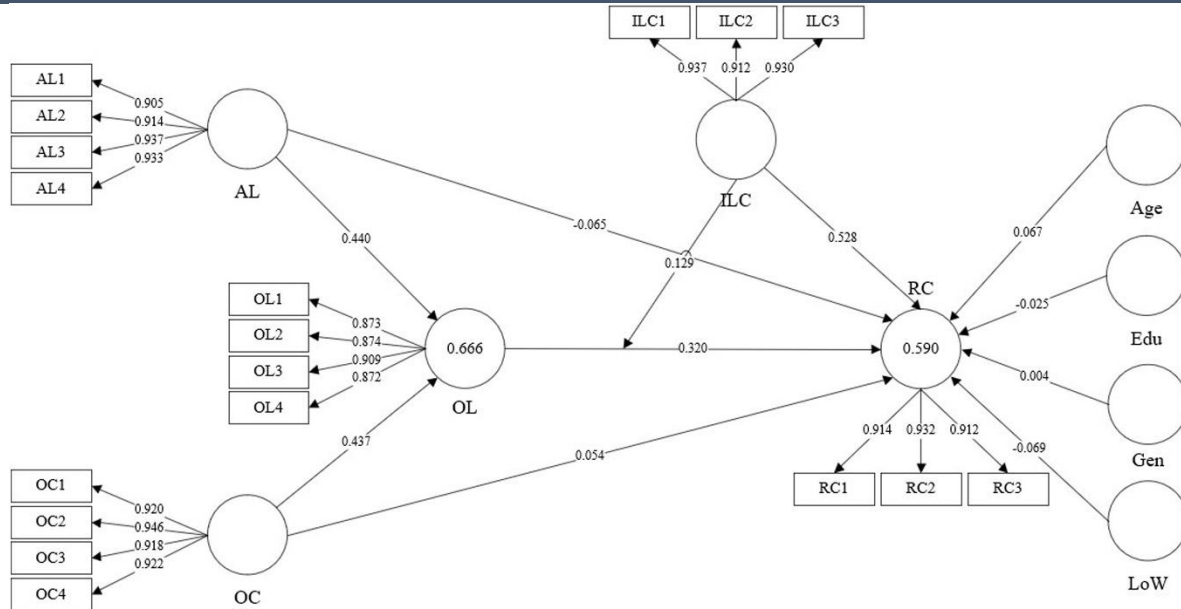 ILC1
ILC2
ILC3
0.937
0.912
0.930
ILC
AL1
AL2
AL3
AL4
0.905
0.914
0.937
0.933
AL
0.440
-0.065
0.129
0.528
OL1
OL2
OL3
OL4
0.873
0.874
0.909
0.872
0.666
OL
0.320
RC
0.590
0.914
0.932
0.912
RC1
RC2
RC3
0.437
0.054
OC1
OC2
OC3
OC4
0.920
0.946
0.918
0.922
OC
Age
0.067
Edu
-0.025
Gen
0.004
LoW
-0.069